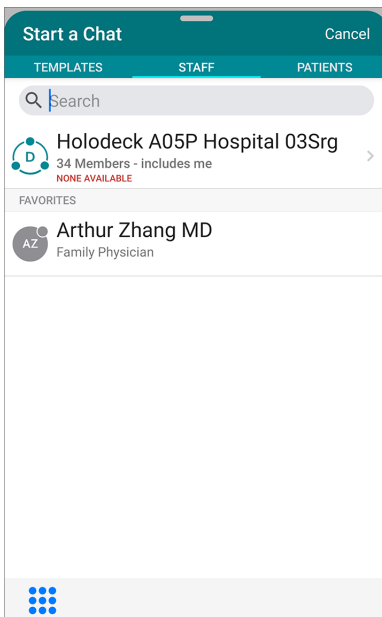 Start a Chat
Cancel
TEMPLATES
STAFF
PATIENTS
Search
D
Holodeck A05P Hospital 03Srg
34 Members - includes me
NONE AVAILABLE
FAVORITES
AZ
Arthur Zhang MD
Family Physician